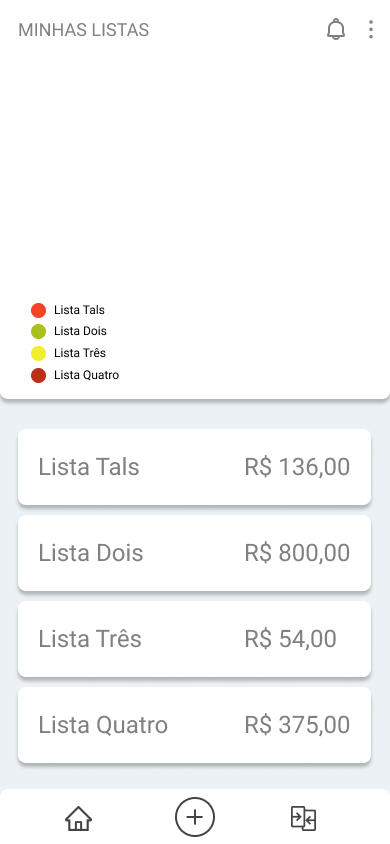 MINHAS LISTAS
Lista Tals
Lista Dois
Lista Três
Lista Quatro
Lista Tals R$ 136,00
Lista Dois R$ 800,00
Lista Três R$ 54,00
Lista Quatro R$ 375,00